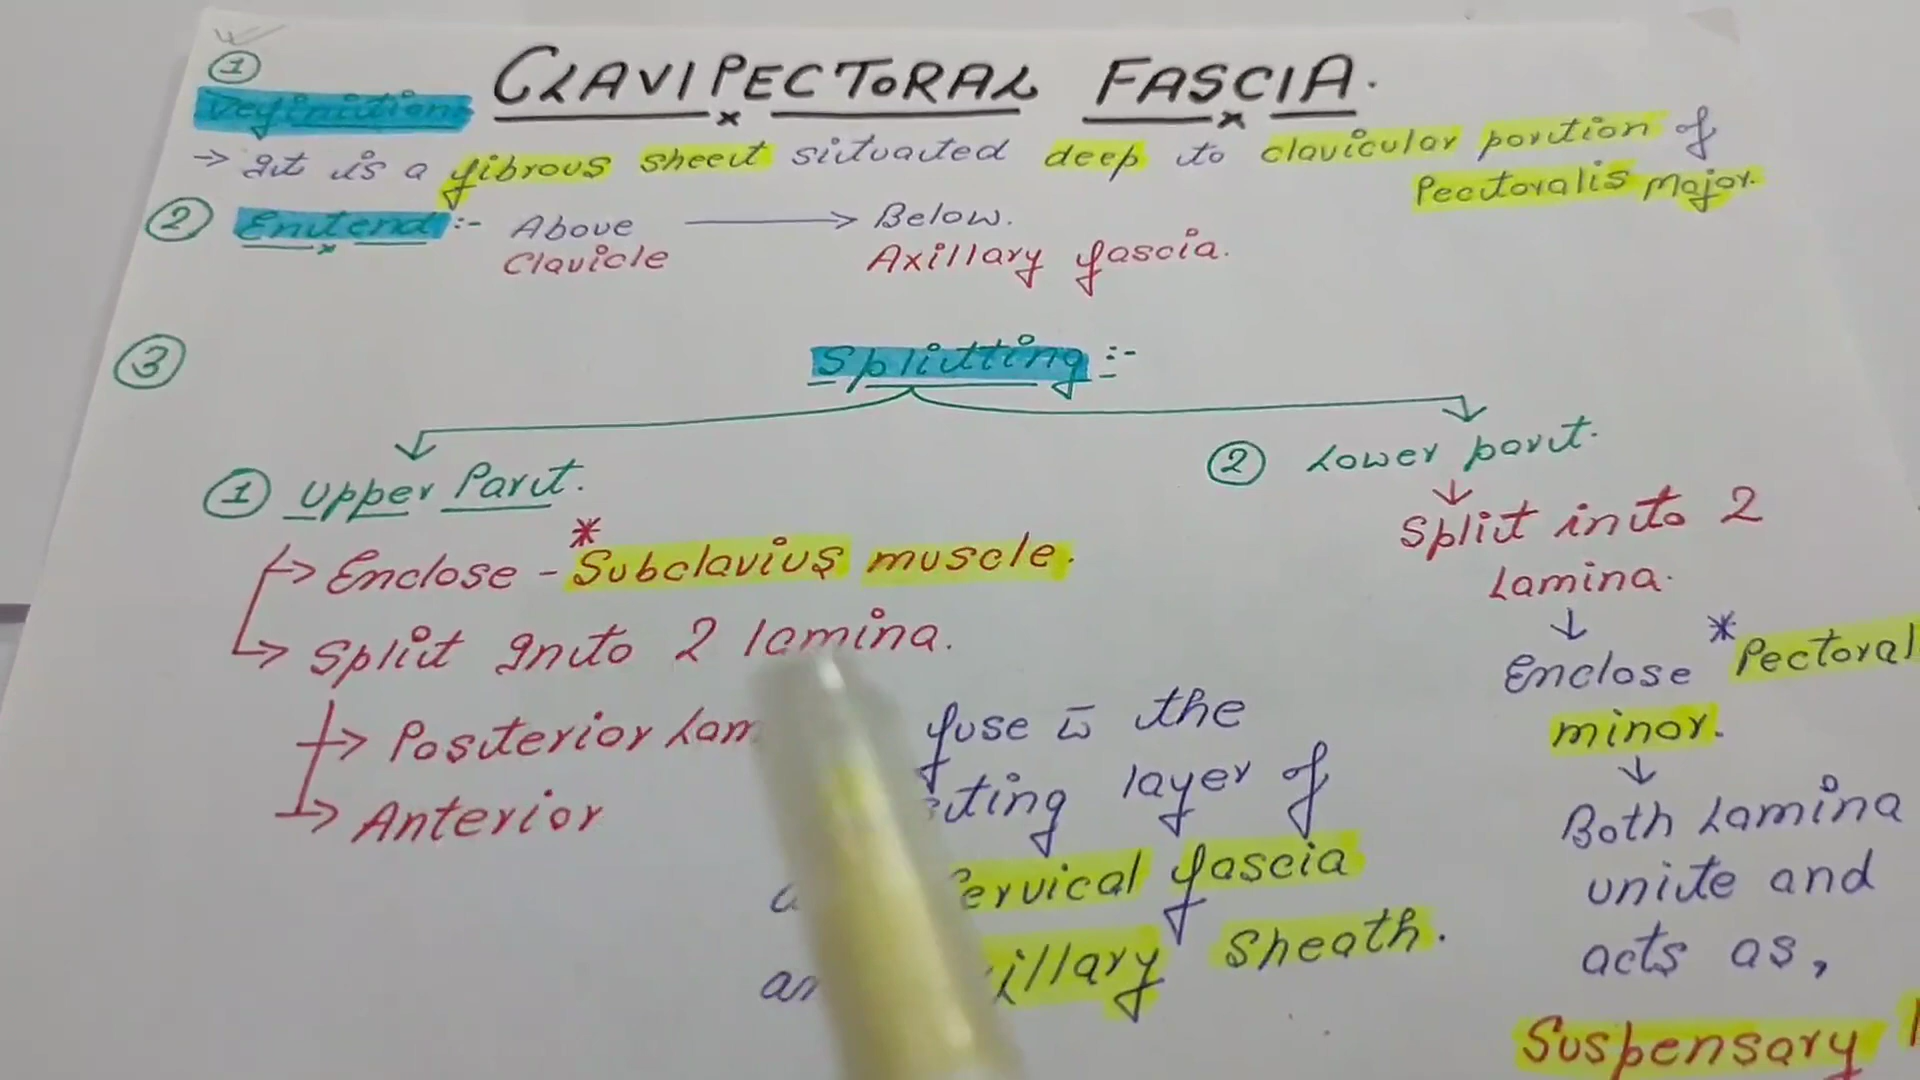 ①
CLAVIPECTORAL FASCIA.
Definition
→ It is a fibrous sheet situated deep to clavicular portion of
Pectoralis Major.
② Extend :- Above → Below.
Clavicle Axillary fascia.
③ Splitting :-
① Upper Part.
→ Enclose - *Subclavius muscle.
→ Split Into 2 lamina.
→ Posterior Lam
fuse c̄ the
layer of
cervical fascia
Sheath.
→ Anterior
② Lower part.
↓
Split into 2
Lamina.
↓
Enclose *Pectoral
minor.
↓
Both Lamina
unite and
acts as,
Suspensory